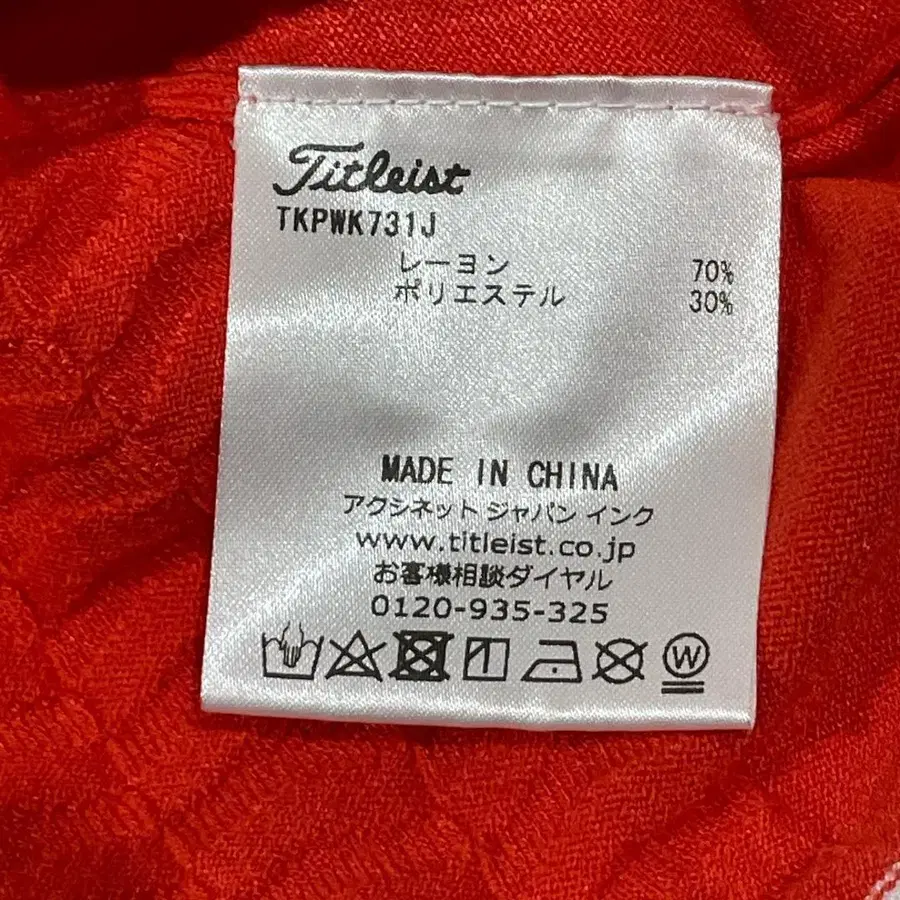 Titleist
TKPWK731J
レーヨン 70%
ポリエステル 30%
MADE IN CHINA
アクシネット ジャパン インク
www.titleist.co.jp
お客様相談ダイヤル
0120-935-325
W